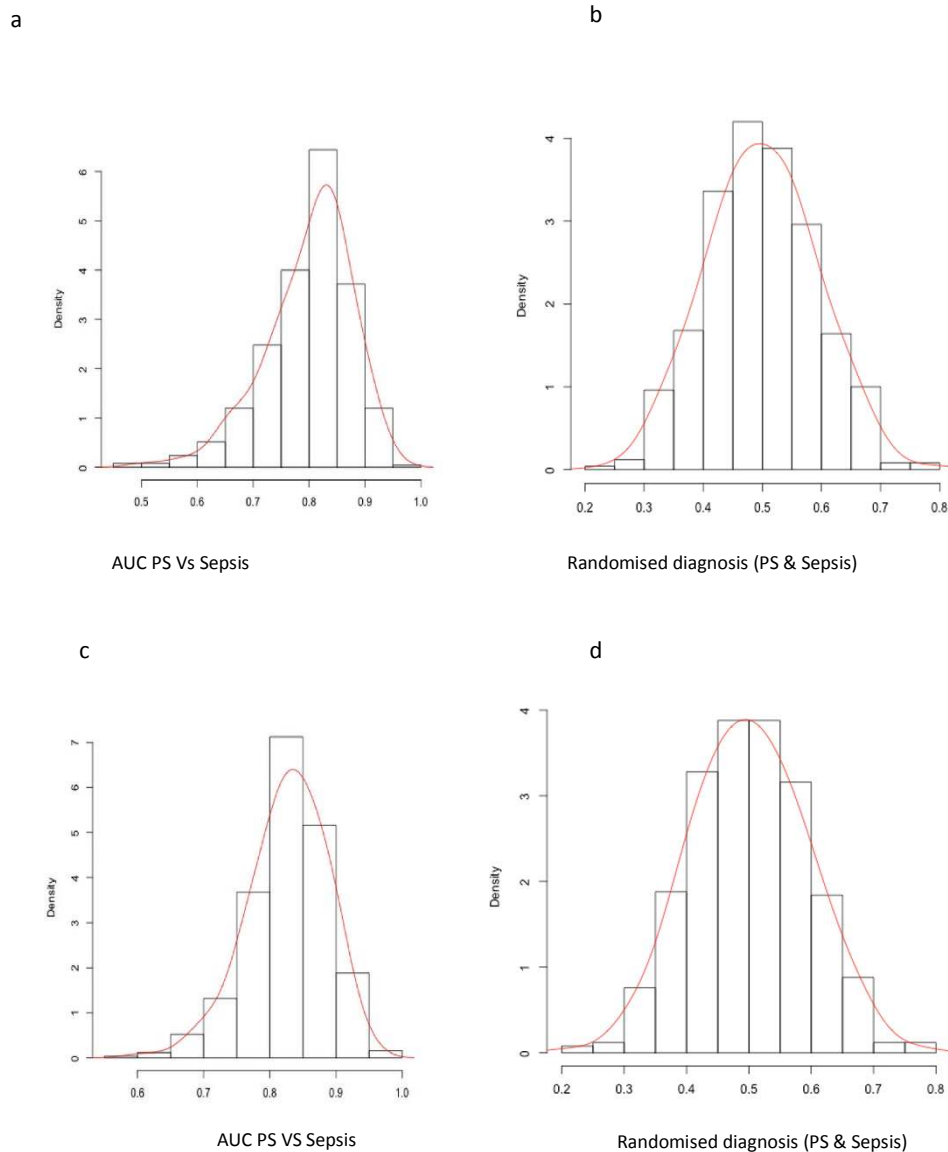 a
b
Density
0 1 2 3 4 5 6
0.5 0.6 0.7 0.8 0.9 1.0
AUC PS Vs Sepsis
Density
0 1 2 3 4
0.2 0.3 0.4 0.5 0.6 0.7 0.8
Randomised diagnosis (PS & Sepsis)
c
d
Density
0 1 2 3 4 5 6 7
0.6 0.7 0.8 0.9 1.0
AUC PS VS Sepsis
Density
0 1 2 3 4
0.2 0.3 0.4 0.5 0.6 0.7 0.8
Randomised diagnosis (PS & Sepsis)